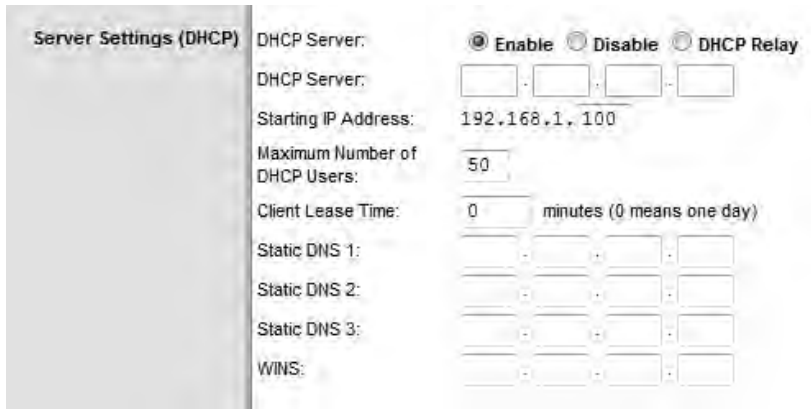 Server Settings (DHCP) DHCP Server: Enable Disable DHCP Relay
DHCP Server: . . .
Starting IP Address: 192.168.1. 100
Maximum Number of
DHCP Users: 50
Client Lease Time: 0 minutes (0 means one day)
Static DNS 1: . . .
Static DNS 2: . . .
Static DNS 3: . . .
WINS: . . .